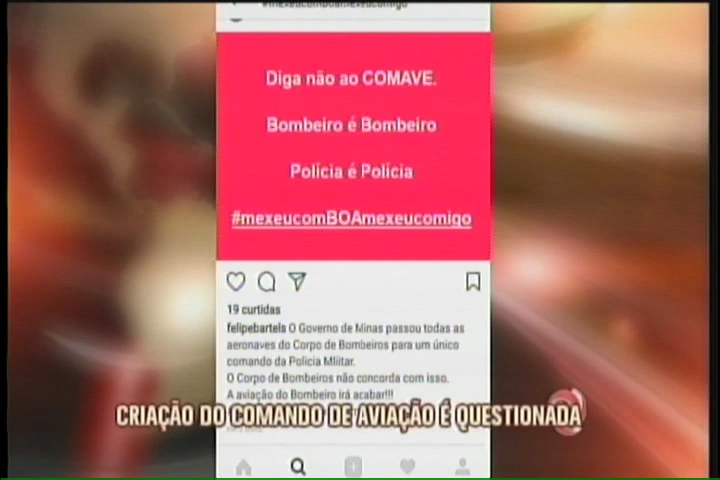 #mexeucomBOAmexeucomigo
Diga não ao COMAVE.
Bombeiro é Bombeiro
Polícia é Polícia
#mexeucomBOAmexeucomigo
19 curtidas
felipebartels O Governo de Minas passou todas as
aeronaves do Corpo de Bombeiros para um único
comando da Polícia MIitar.
O Corpo de Bombeiros não concorda com isso.
A aviação do Bombeiro irá acabar!!!
CRIAÇÃO DO COMANDO DE AVIAÇÃO É QUESTIONADA